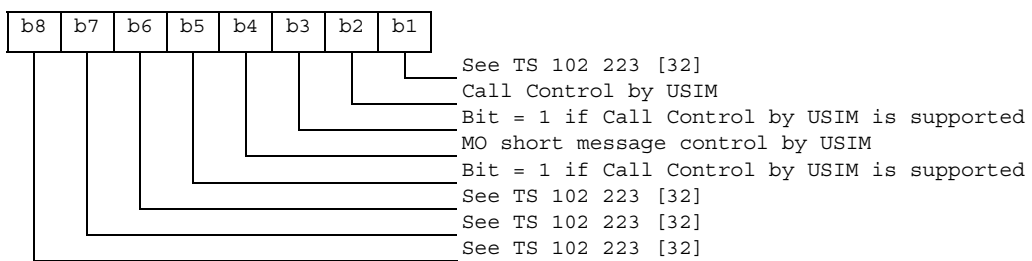 b8 b7 b6 b5 b4 b3 b2 b1
See TS 102 223 [32]
Call Control by USIM
Bit = 1 if Call Control by USIM is supported
MO short message control by USIM
Bit = 1 if Call Control by USIM is supported
See TS 102 223 [32]
See TS 102 223 [32]
See TS 102 223 [32]